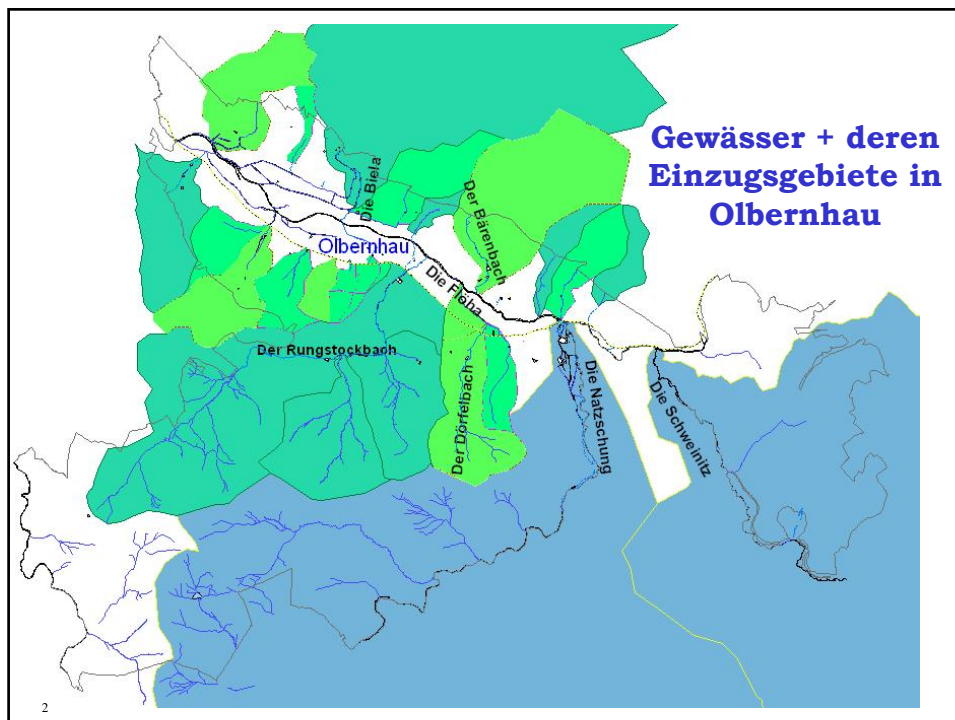 Gewässer + deren
Einzugsgebiete in
Olbernhau
Die Biela
Der Bärenbach
Olbernhau
Die Flöha
Der Rungstockbach
Der Dörfelbach
Die Natzschung
Die Schweinitz
2